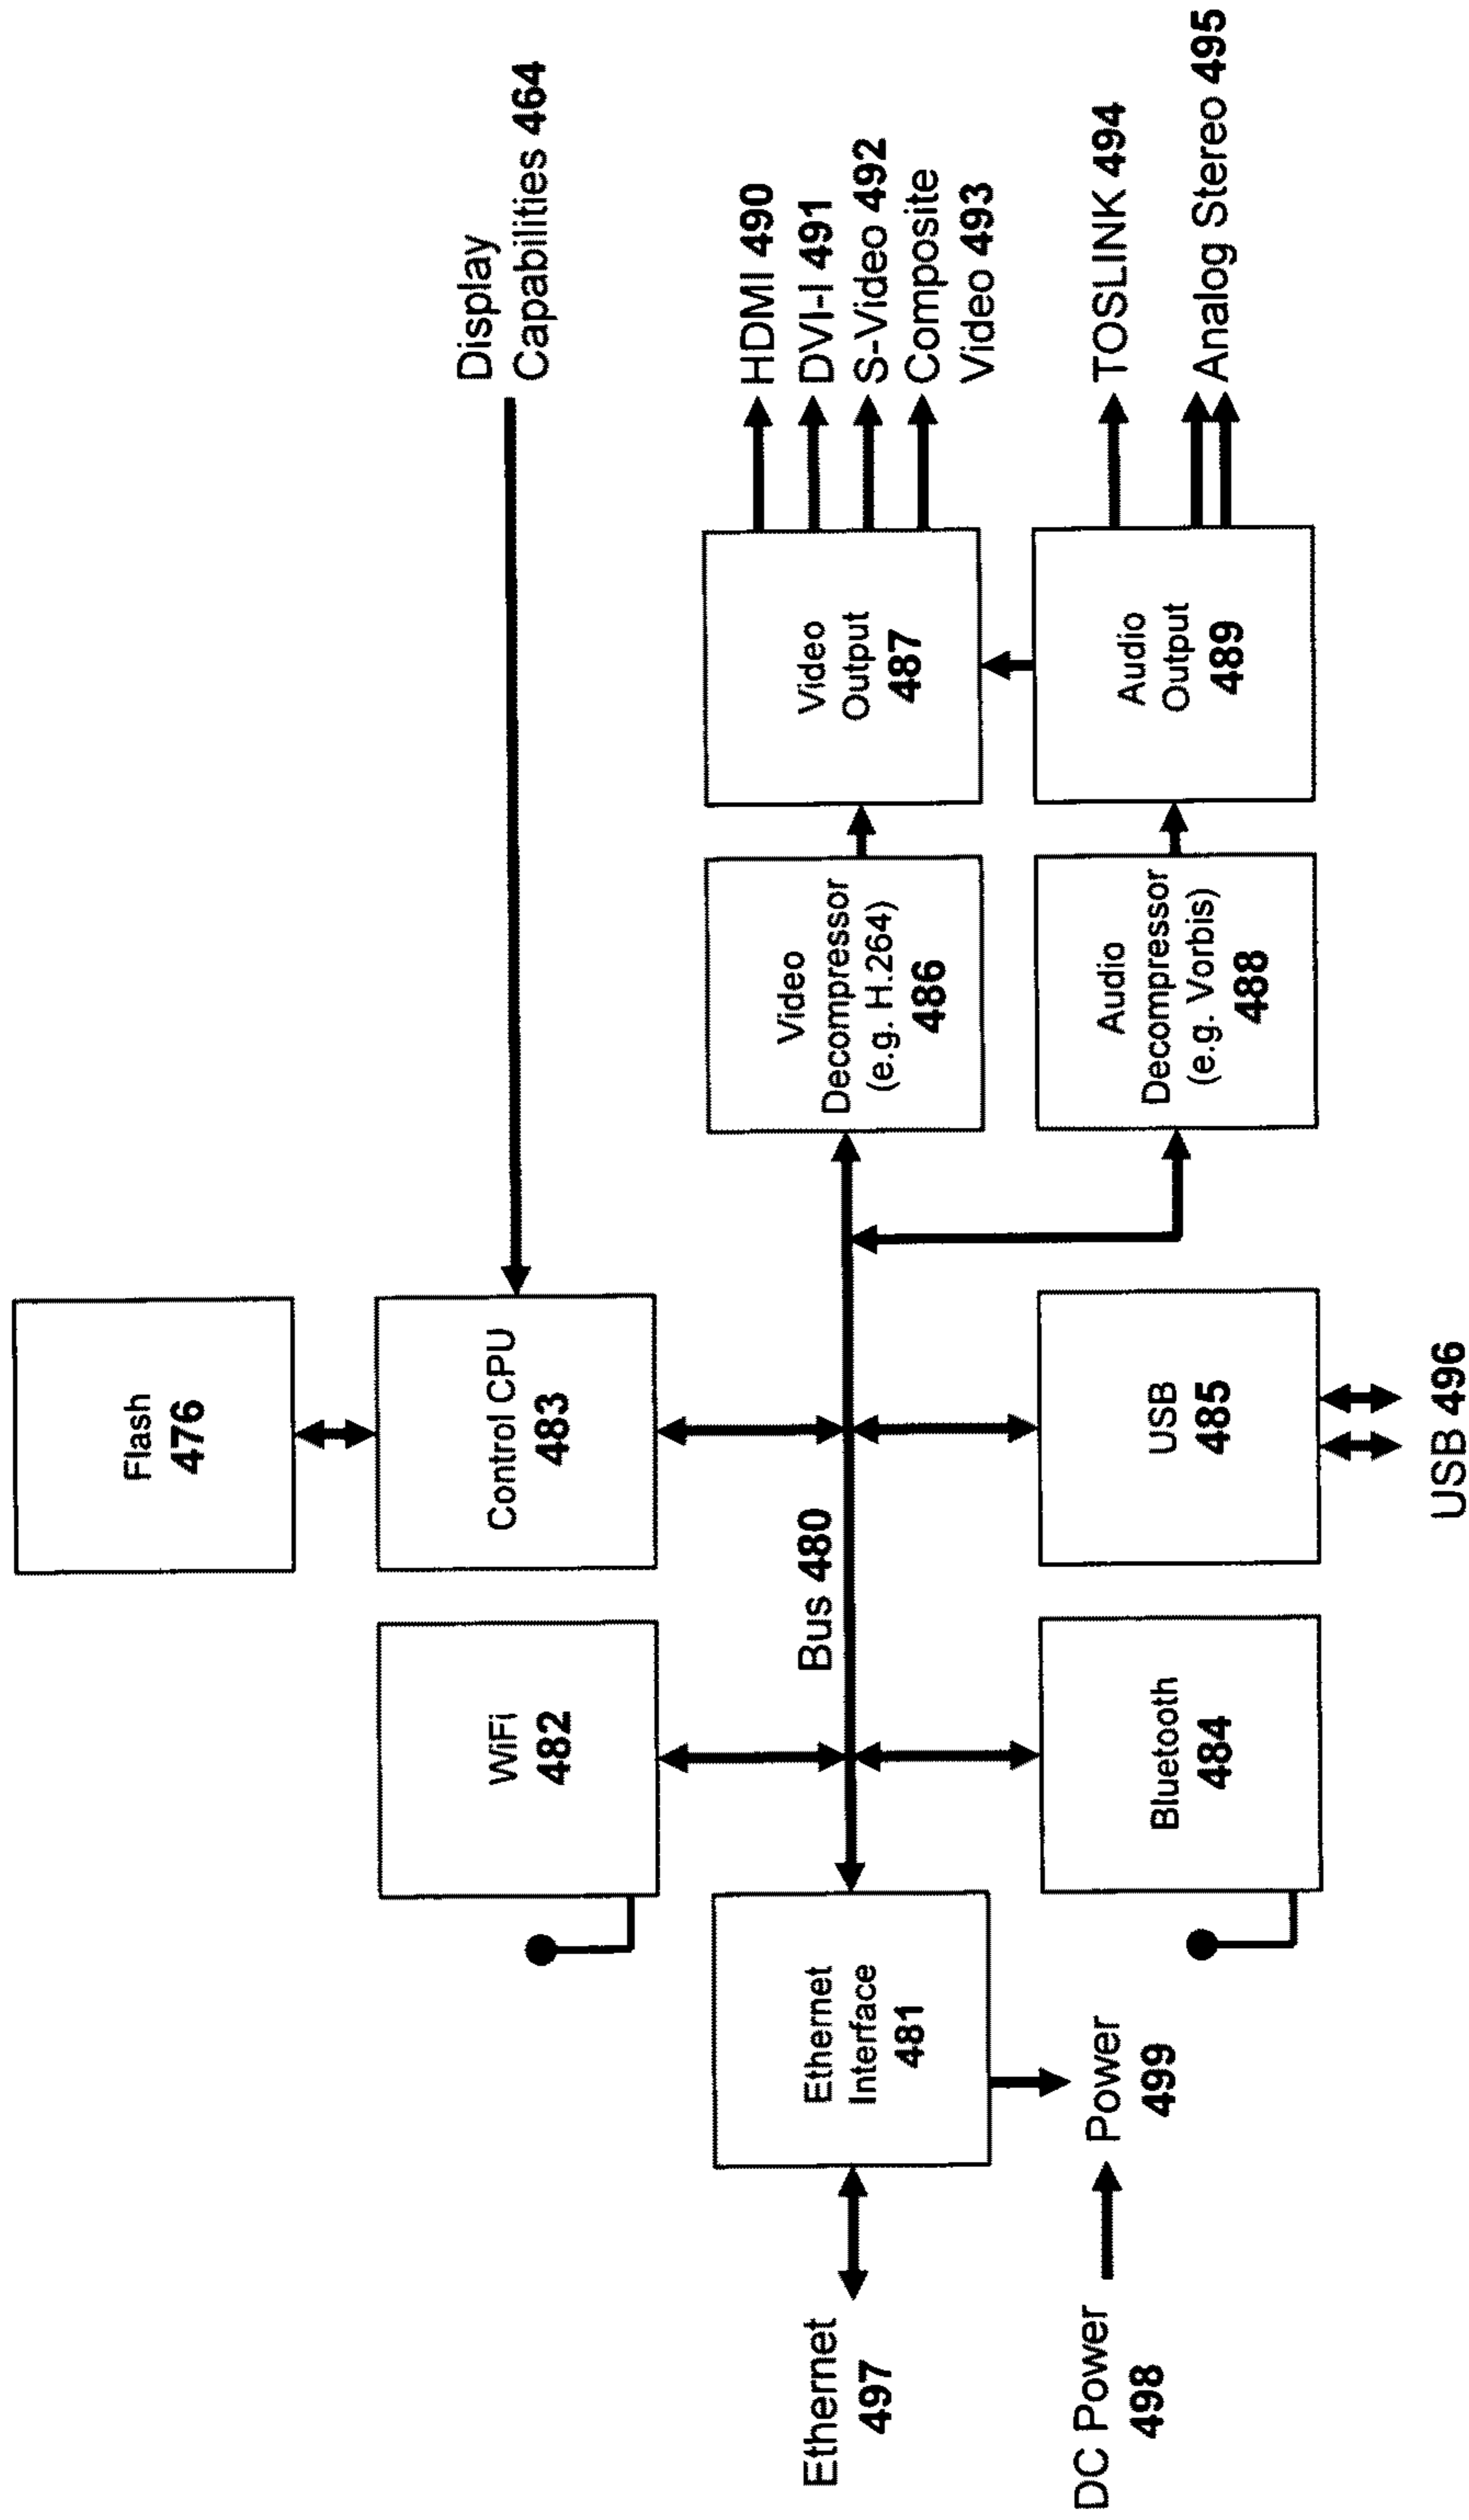 Flash
476
Display
Capabilities 464
WiFi
482
Control CPU
483
Bus 480
Ethernet
497
Ethernet
Interface
481
Video
Decompressor
(e.g. H.264)
486
Video
Output
487
HDMI 490
DVI-I 491
S-Video 492
Composite
Video 493
DC Power
498
Power
499
Bluetooth
484
USB
485
Audio
Decompressor
(e.g. Vorbis)
488
Audio
Output
489
TOSLINK 494
Analog Stereo 495
USB 496